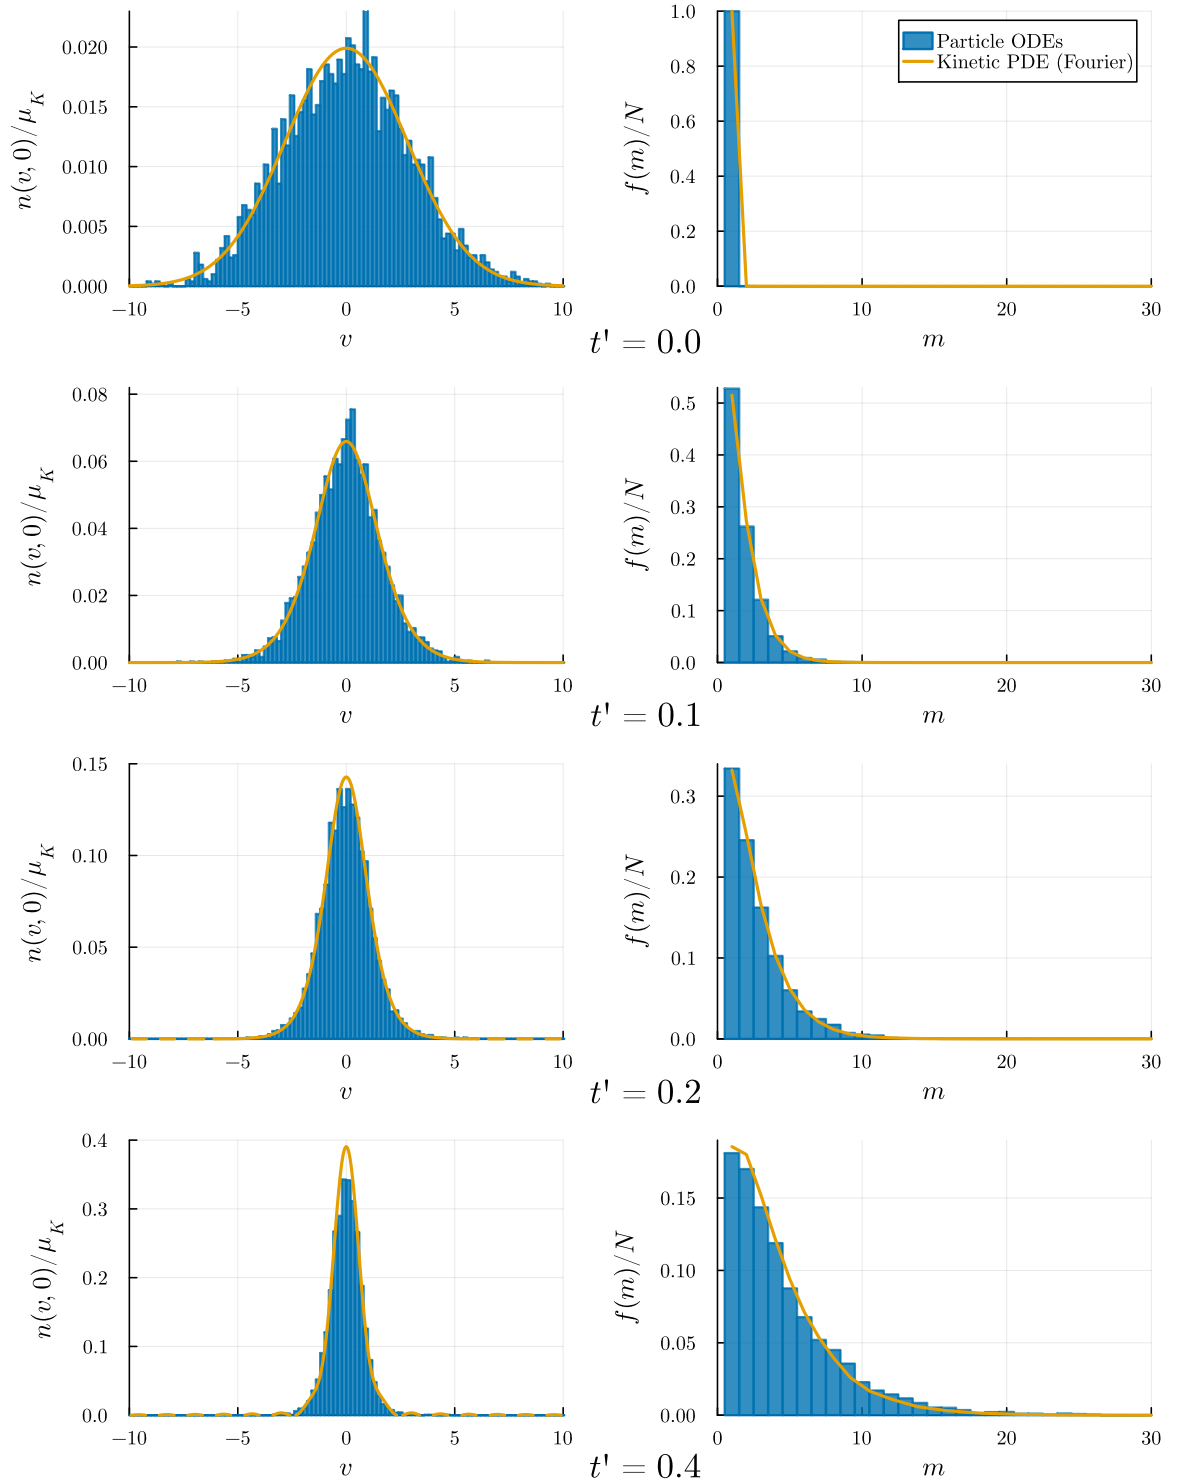 n(v, 0)/μ_K
0.020
0.015
0.010
0.005
0.000
−10 −5 0 5 10
v
f(m)/N
1.0
0.8
0.6
0.4
0.2
0.0
0 10 20 30
m
Particle ODEs
Kinetic PDE (Fourier)
t' = 0.0
n(v, 0)/μ_K
0.08
0.06
0.04
0.02
0.00
−10 −5 0 5 10
v
f(m)/N
0.5
0.4
0.3
0.2
0.1
0.0
0 10 20 30
m
t' = 0.1
n(v, 0)/μ_K
0.15
0.10
0.05
0.00
−10 −5 0 5 10
v
f(m)/N
0.3
0.2
0.1
0.0
0 10 20 30
m
t' = 0.2
n(v, 0)/μ_K
0.4
0.3
0.2
0.1
0.0
−10 −5 0 5 10
v
f(m)/N
0.15
0.10
0.05
0.00
0 10 20 30
m
t' = 0.4